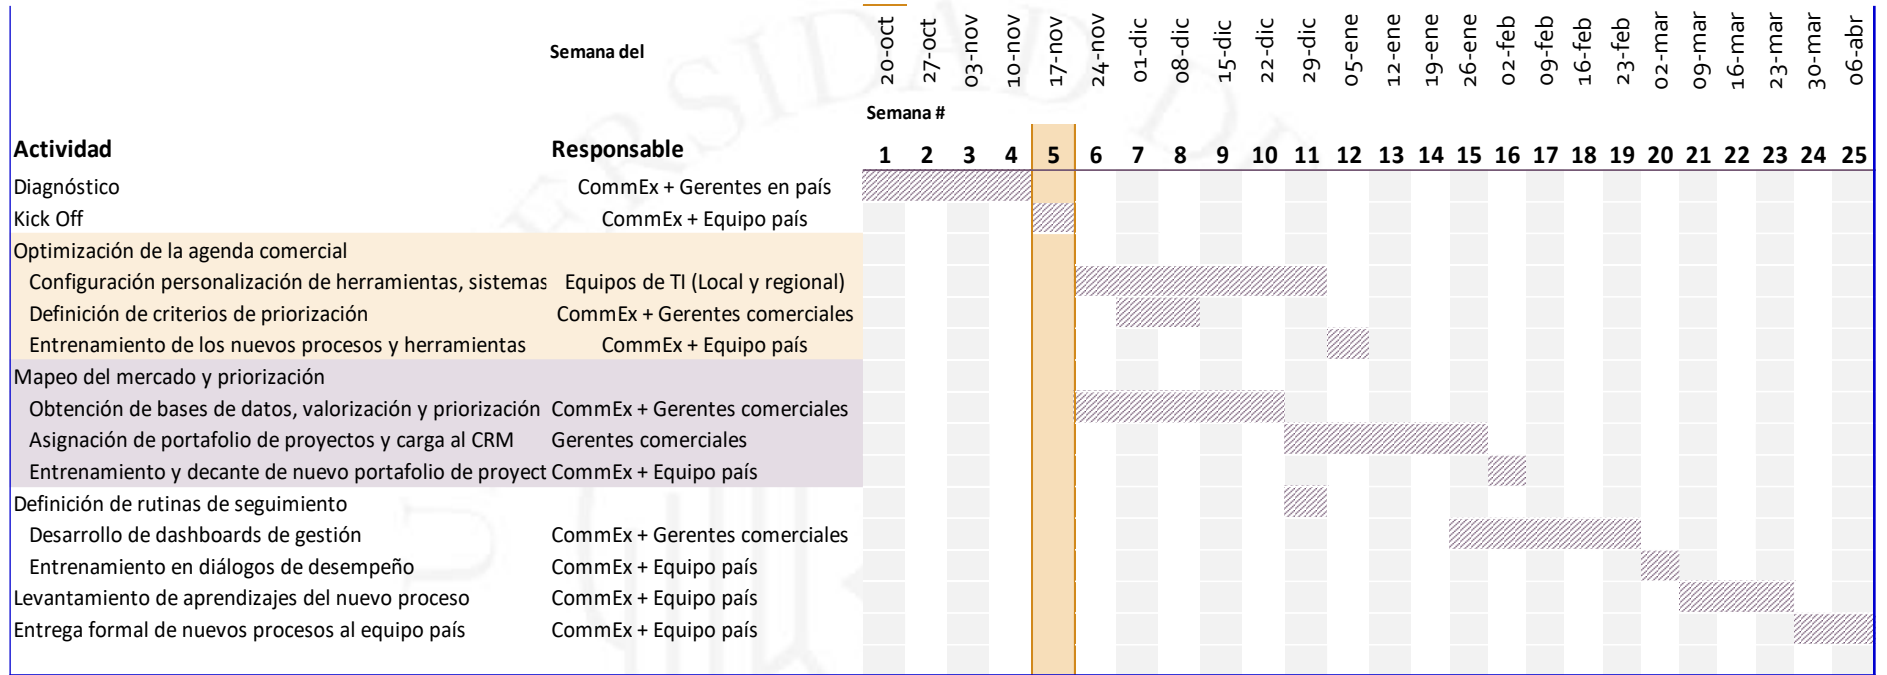 Semana del 20-oct 27-oct 03-nov 10-nov 17-nov 24-nov 01-dic 08-dic 15-dic 22-dic 29-dic 05-ene 12-ene 19-ene 26-ene 02-feb 09-feb 16-feb 23-feb 02-mar 09-mar 16-mar 23-mar 30-mar 06-abr
Semana #
Actividad Responsable 1 2 3 4 5 6 7 8 9 10 11 12 13 14 15 16 17 18 19 20 21 22 23 24 25
Diagnóstico CommEx + Gerentes en país
Kick Off CommEx + Equipo país
Optimización de la agenda comercial
Configuración personalización de herramientas, sistemas Equipos de TI (Local y regional)
Definición de criterios de priorización CommEx + Gerentes comerciales
Entrenamiento de los nuevos procesos y herramientas CommEx + Equipo país
Mapeo del mercado y priorización
Obtención de bases de datos, valorización y priorización CommEx + Gerentes comerciales
Asignación de portafolio de proyectos y carga al CRM Gerentes comerciales
Entrenamiento y decante de nuevo portafolio de proyect CommEx + Equipo país
Definición de rutinas de seguimiento
Desarrollo de dashboards de gestión CommEx + Gerentes comerciales
Entrenamiento en diálogos de desempeño CommEx + Equipo país
Levantamiento de aprendizajes del nuevo proceso CommEx + Equipo país
Entrega formal de nuevos procesos al equipo país CommEx + Equipo país